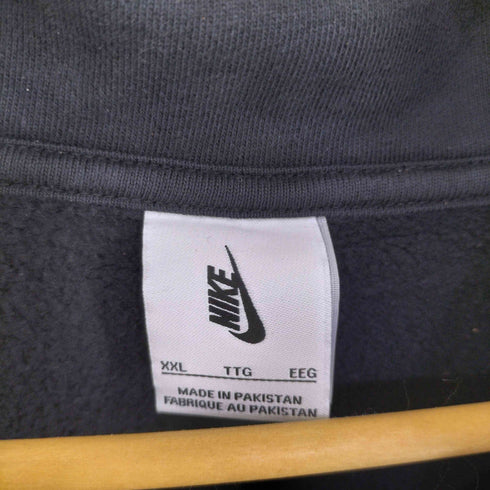 NIKE
XXL TTG EEG
MADE IN PAKISTAN
FABRIQUE AU PAKISTAN